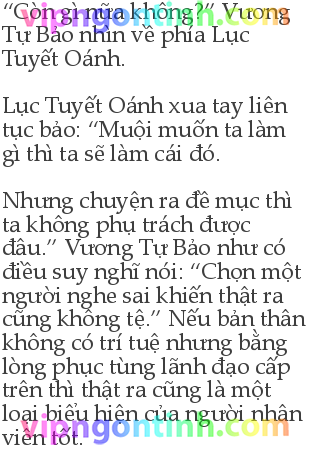 “Còn gì nữa không?” Vương
Tự Bảo nhìn về phía Lục
Tuyết Oánh.
Lục Tuyết Oánh xua tay liên
tục bảo: “Muội muốn ta làm
gì thì ta sẽ làm cái đó.
Nhưng chuyện ra đề mục thì
ta không phụ trách được
đâu.” Vương Tự Bảo như có
điều suy nghĩ nói: “Chọn một
người nghe sai khiến thật ra
cũng không tệ.” Nếu bản thân
không có trí tuệ nhưng bằng
lòng phục tùng lãnh đạo cấp
trên thì thật ra cũng là một
loại biểu hiện của người nhân
viên tốt.
vipngontinh.com
vipngontinh.com